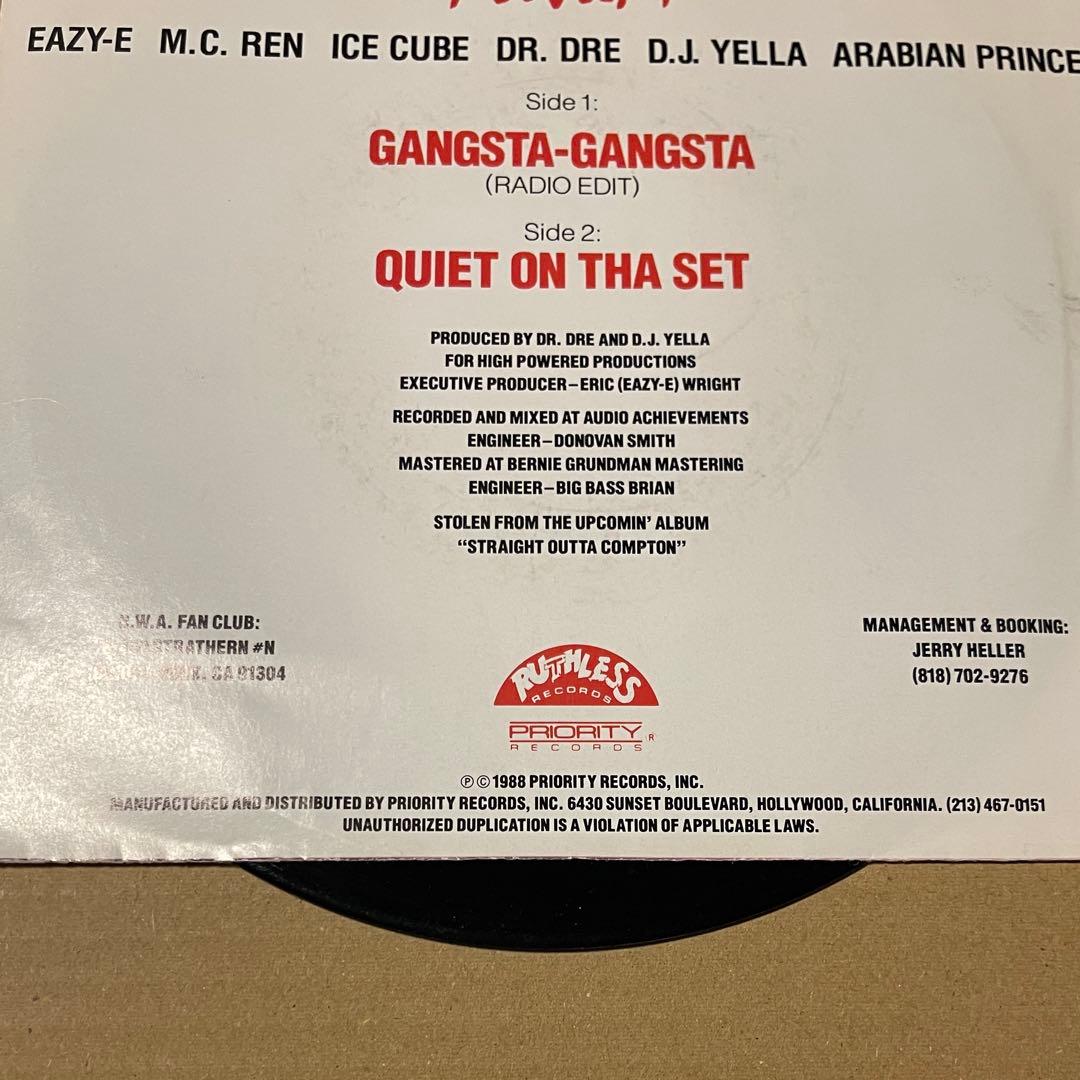 EAZY-E M.C. REN ICE CUBE DR. DRE D.J. YELLA ARABIAN PRINCE
Side 1:
GANGSTA-GANGSTA
(RADIO EDIT)
Side 2:
QUIET ON THA SET
PRODUCED BY DR. DRE AND D.J. YELLA
FOR HIGH POWERED PRODUCTIONS
EXECUTIVE PRODUCER–ERIC (EAZY-E) WRIGHT
RECORDED AND MIXED AT AUDIO ACHIEVEMENTS
ENGINEER–DONOVAN SMITH
MASTERED AT BERNIE GRUNDMAN MASTERING
ENGINEER–BIG BASS BRIAN
STOLEN FROM THE UPCOMIN' ALBUM
“STRAIGHT OUTTA COMPTON”
N.W.A. FAN CLUB:
#N
CA 91304
MANAGEMENT & BOOKING:
JERRY HELLER
(818) 702-9276
RUTHLESS
RECORDS
PRIORITY
RECORDS ®
Ⓟ © 1988 PRIORITY RECORDS, INC.
MANUFACTURED AND DISTRIBUTED BY PRIORITY RECORDS, INC. 6430 SUNSET BOULEVARD, HOLLYWOOD, CALIFORNIA. (213) 467-0151
UNAUTHORIZED DUPLICATION IS A VIOLATION OF APPLICABLE LAWS.